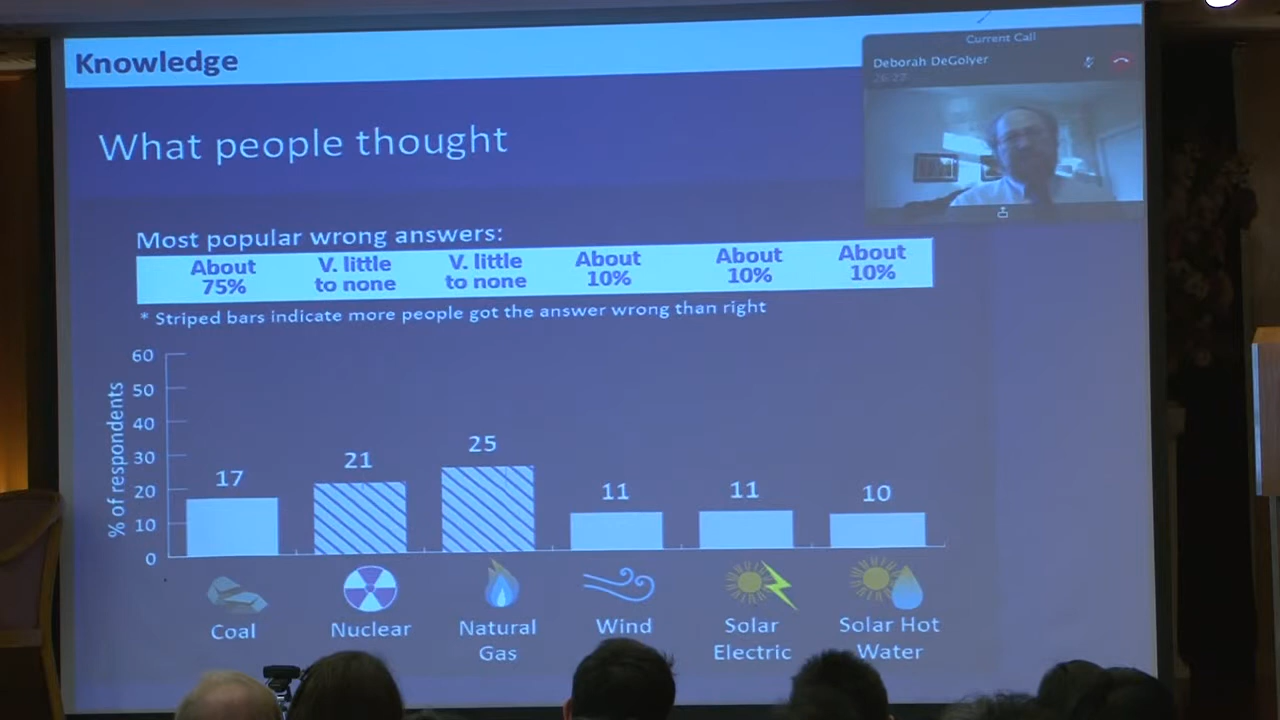 Knowledge
Current Call
Deborah DeGolyer
What people thought
Most popular wrong answers:
About 75%
V. little to none
V. little to none
About 10%
About 10%
About 10%
* Striped bars indicate more people got the answer wrong than right
% of respondents
60
50
40
30
20
10
0
17
21
25
11
11
10
Coal
Nuclear
Natural Gas
Wind
Solar Electric
Solar Hot Water